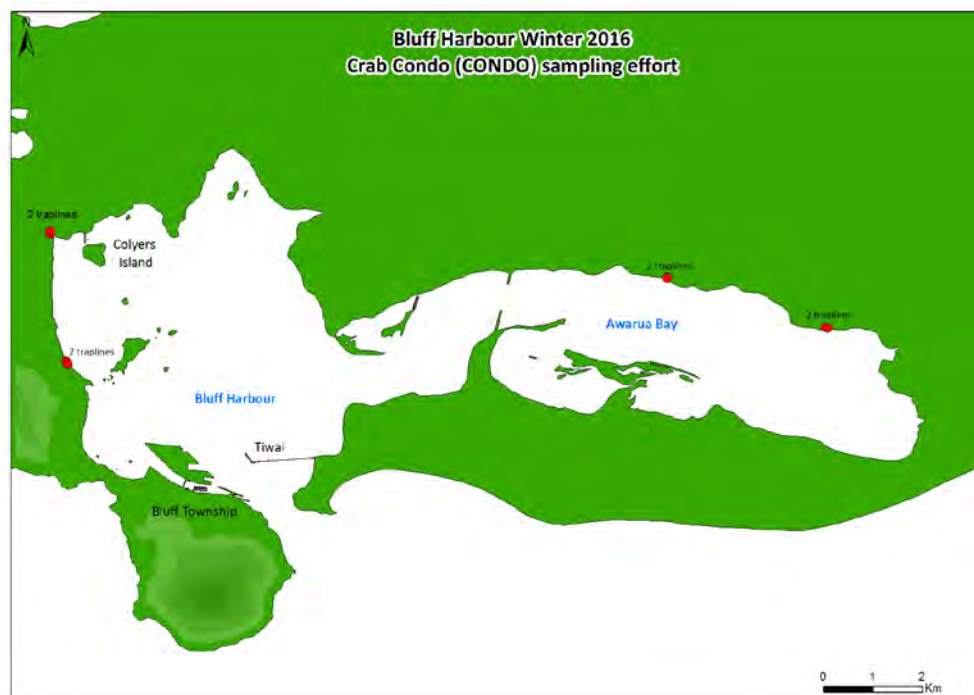 Bluff Harbour Winter 2016
Crab Condo (CONDO) sampling effort
N
2 traplines
Colyers
Island
2 traplines
2 traplines
Awarua Bay
2 traplines
Bluff Harbour
Tiwai
Bluff Township
0 1 2
Km